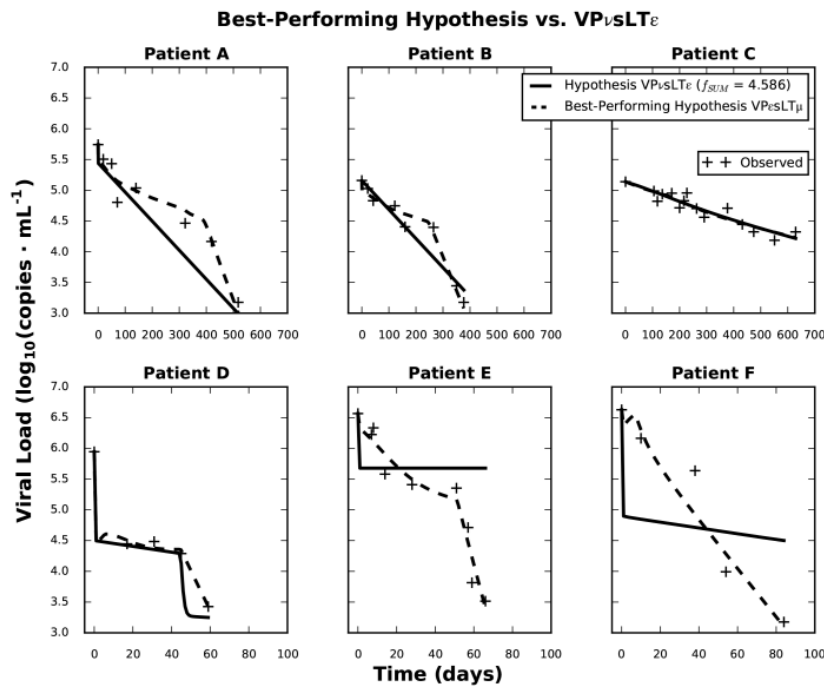 Best-Performing Hypothesis vs. VPνsLTε
Patient A
Patient B
Patient C
Hypothesis VPνsLTε (f_SUM = 4.586)
Best-Performing Hypothesis VPεsLTμ
+ + Observed
7.0
6.5
6.0
5.5
5.0
4.5
4.0
3.5
3.0
0 100 200 300 400 500 600 700
0 100 200 300 400 500 600 700
0 100 200 300 400 500 600 700
Viral Load (log₁₀(copies · mL⁻¹)
Patient D
Patient E
Patient F
7.0
6.5
6.0
5.5
5.0
4.5
4.0
3.5
3.0
0 20 40 60 80 100
0 20 40 60 80 100
0 20 40 60 80 100
Time (days)